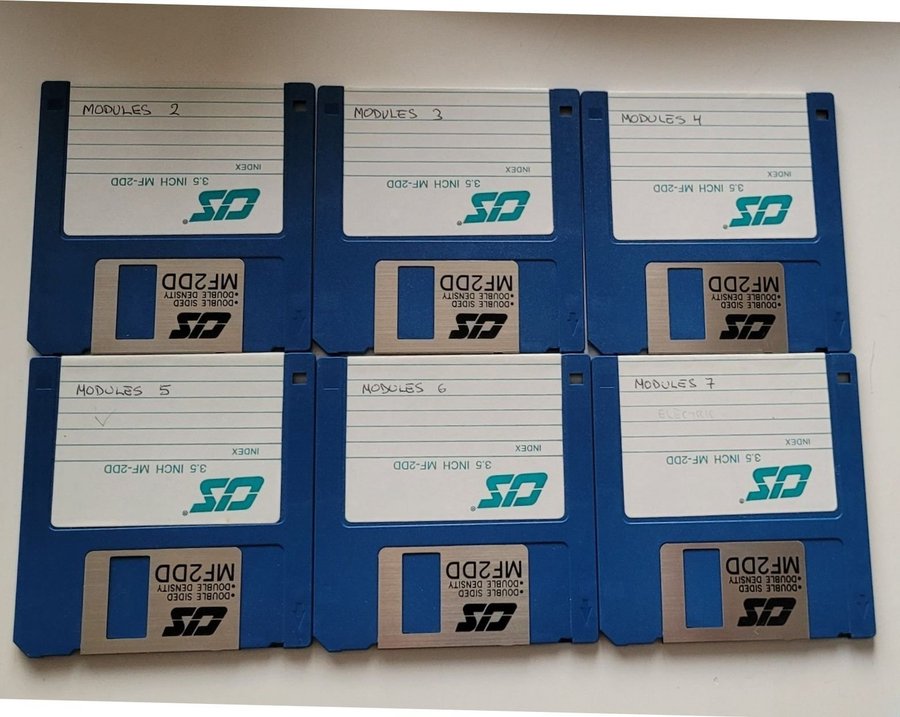 MODULES 2
INDEX
3.5 INCH MF-2DD
CIS
MF2DD
• DOUBLE SIDED
• DOUBLE DENSITY
CIS
MODULES 3
INDEX
3.5 INCH MF-2DD
CIS
MF2DD
• DOUBLE SIDED
• DOUBLE DENSITY
CIS
MODULES 4
INDEX
3.5 INCH MF-2DD
CIS
MF2DD
• DOUBLE SIDED
• DOUBLE DENSITY
CIS
MODULES 5
INDEX
3.5 INCH MF-2DD
CIS
MF2DD
• DOUBLE SIDED
• DOUBLE DENSITY
CIS
MODULES 6
INDEX
3.5 INCH MF-2DD
CIS
MF2DD
• DOUBLE SIDED
• DOUBLE DENSITY
CIS
MODULES 7
ELECTRIC
INDEX
3.5 INCH MF-2DD
CIS
MF2DD
• DOUBLE SIDED
• DOUBLE DENSITY
CIS